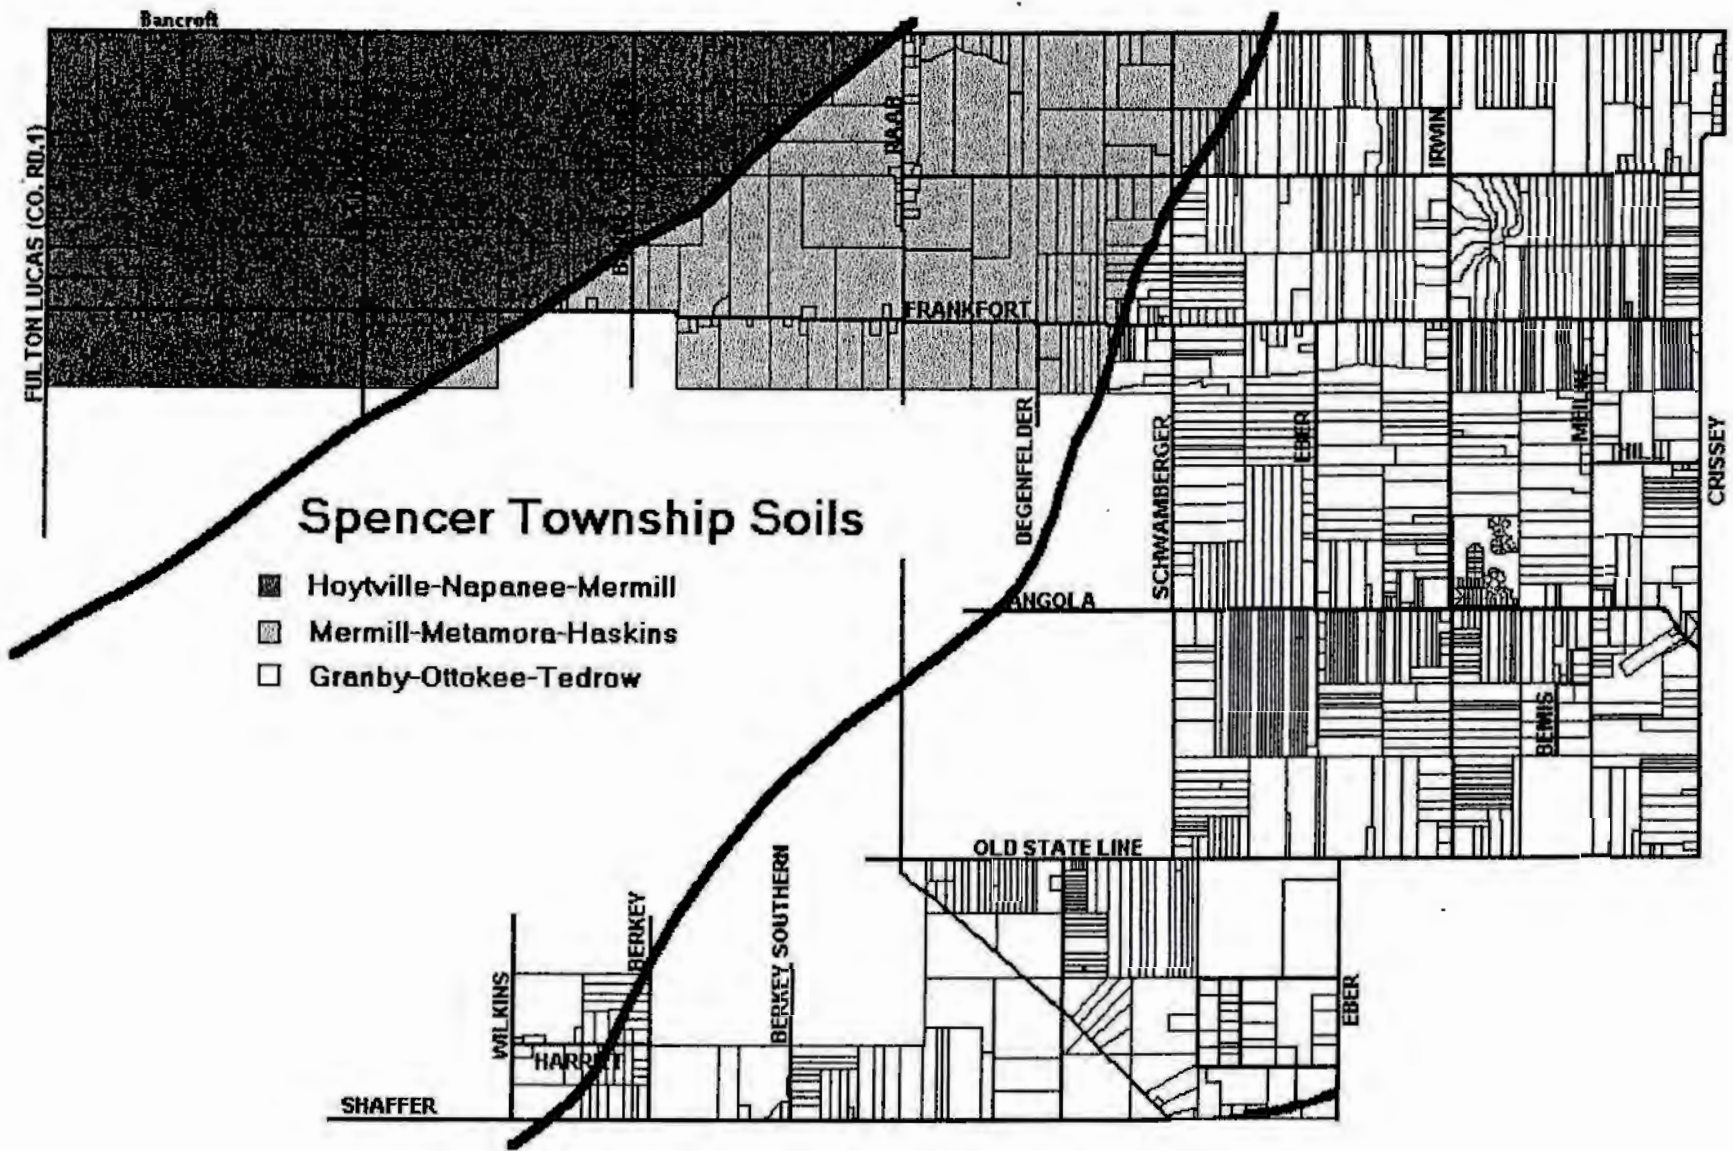 Bancroft
FULTON LUCAS (CO. RD.1)
RAAB
IRWIN
FRANKFORT
DEGENFELDER
SCHWAMBERGER
EBER
HILL
CRISSEY
Spencer Township Soils
Hoytville-Napanee-Mermill
Mermill-Metamora-Haskins
Granby-Ottokee-Tedrow
ANGOLA
BEMIS
OLD STATE LINE
WILKINS
BERKEY
BERKEY SOUTHERN
EBER
HARRIET
SHAFFER